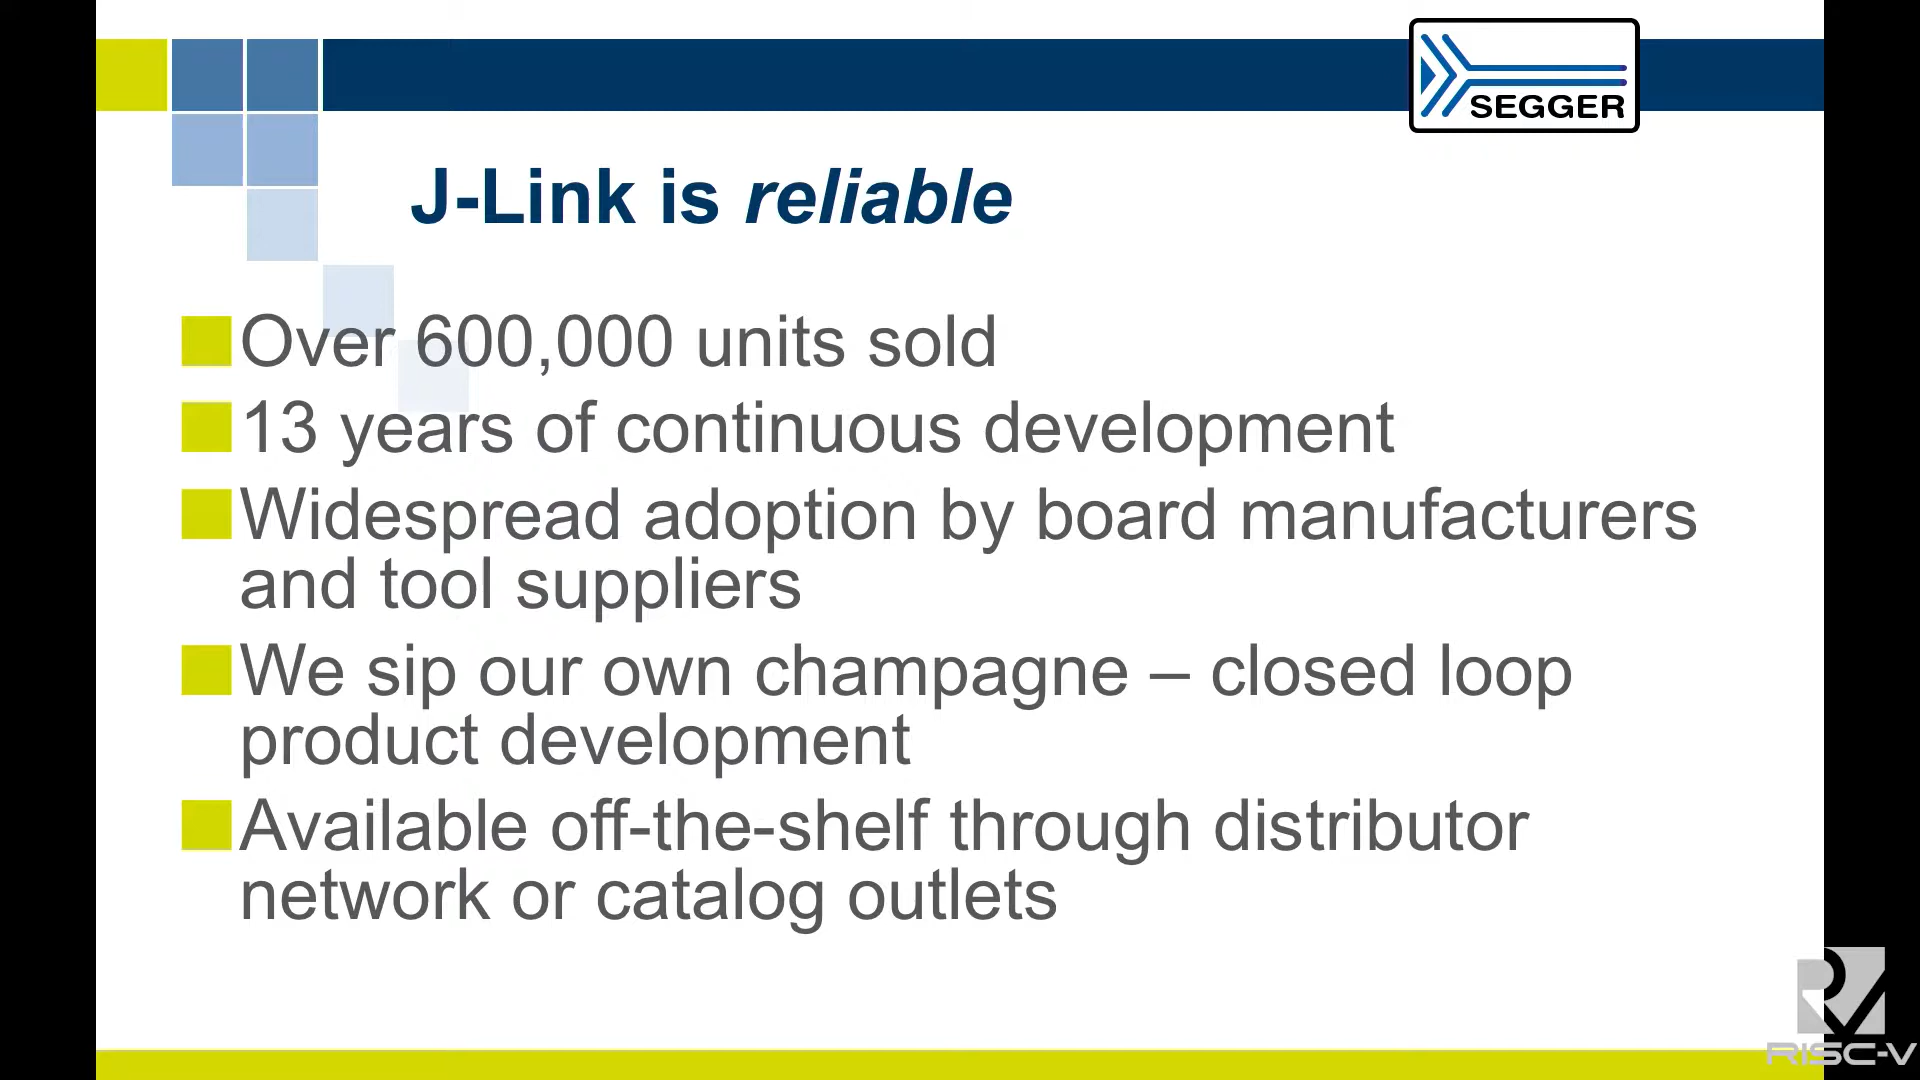 SEGGER
J-Link is reliable
Over 600,000 units sold
13 years of continuous development
Widespread adoption by board manufacturers
and tool suppliers
We sip our own champagne – closed loop
product development
Available off-the-shelf through distributor
network or catalog outlets
RISC-V